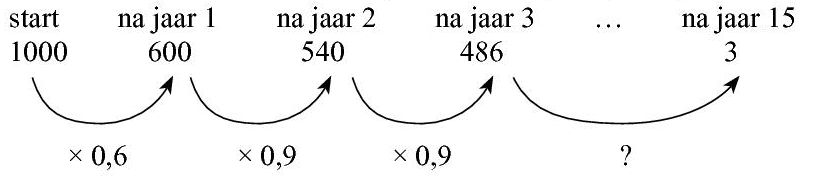 start na jaar 1 na jaar 2 na jaar 3 … na jaar 15
1000 600 540 486 3
× 0,6 × 0,9 × 0,9 ?